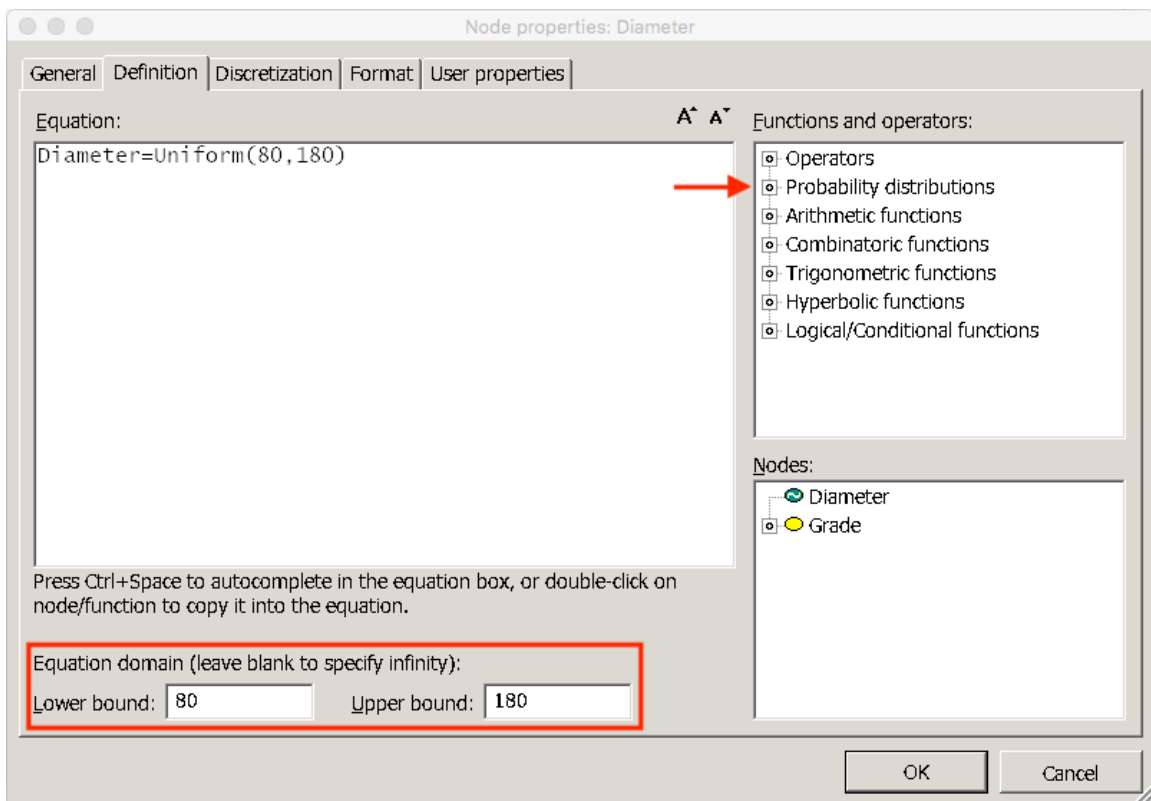 Node properties: Diameter
General Definition Discretization Format User properties
Equation:
A A
Functions and operators:
Diameter=Uniform(80,180)
Operators
Probability distributions
Arithmetic functions
Combinatoric functions
Trigonometric functions
Hyperbolic functions
Logical/Conditional functions
Nodes:
Diameter
Grade
Press Ctrl+Space to autocomplete in the equation box, or double-click on
node/function to copy it into the equation.
Equation domain (leave blank to specify infinity):
Lower bound: 80 Upper bound: 180
OK Cancel